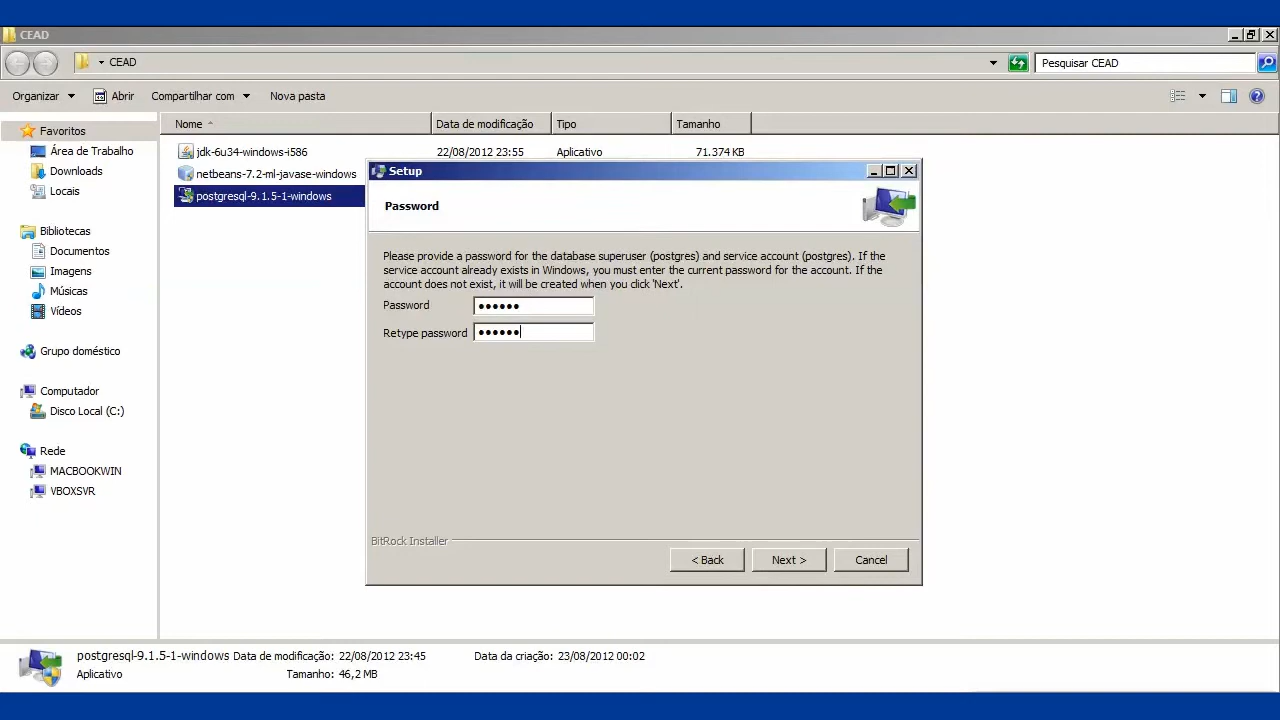 CEAD
CEAD
Pesquisar CEAD
Organizar
Abrir
Compartilhar com
Nova pasta
Nome
Data de modificação
Tipo
Tamanho
Favoritos
Área de Trabalho
Downloads
Locais
Bibliotecas
Documentos
Imagens
Músicas
Vídeos
Grupo doméstico
Computador
Disco Local (C:)
Rede
MACBOOKWIN
VBOXSVR
jdk-6u34-windows-i586
22/08/2012 23:55
Aplicativo
71.374 KB
netbeans-7.2-ml-javase-windows
postgresql-9.1.5-1-windows
Setup
Password
Please provide a password for the database superuser (postgres) and service account (postgres). If the
service account already exists in Windows, you must enter the current password for the account. If the
account does not exist, it will be created when you click 'Next'.
Password ••••••
Retype password ••••••
BitRock Installer
< Back
Next >
Cancel
postgresql-9.1.5-1-windows Data de modificação: 22/08/2012 23:45
Data da criação: 23/08/2012 00:02
Aplicativo
Tamanho: 46,2 MB